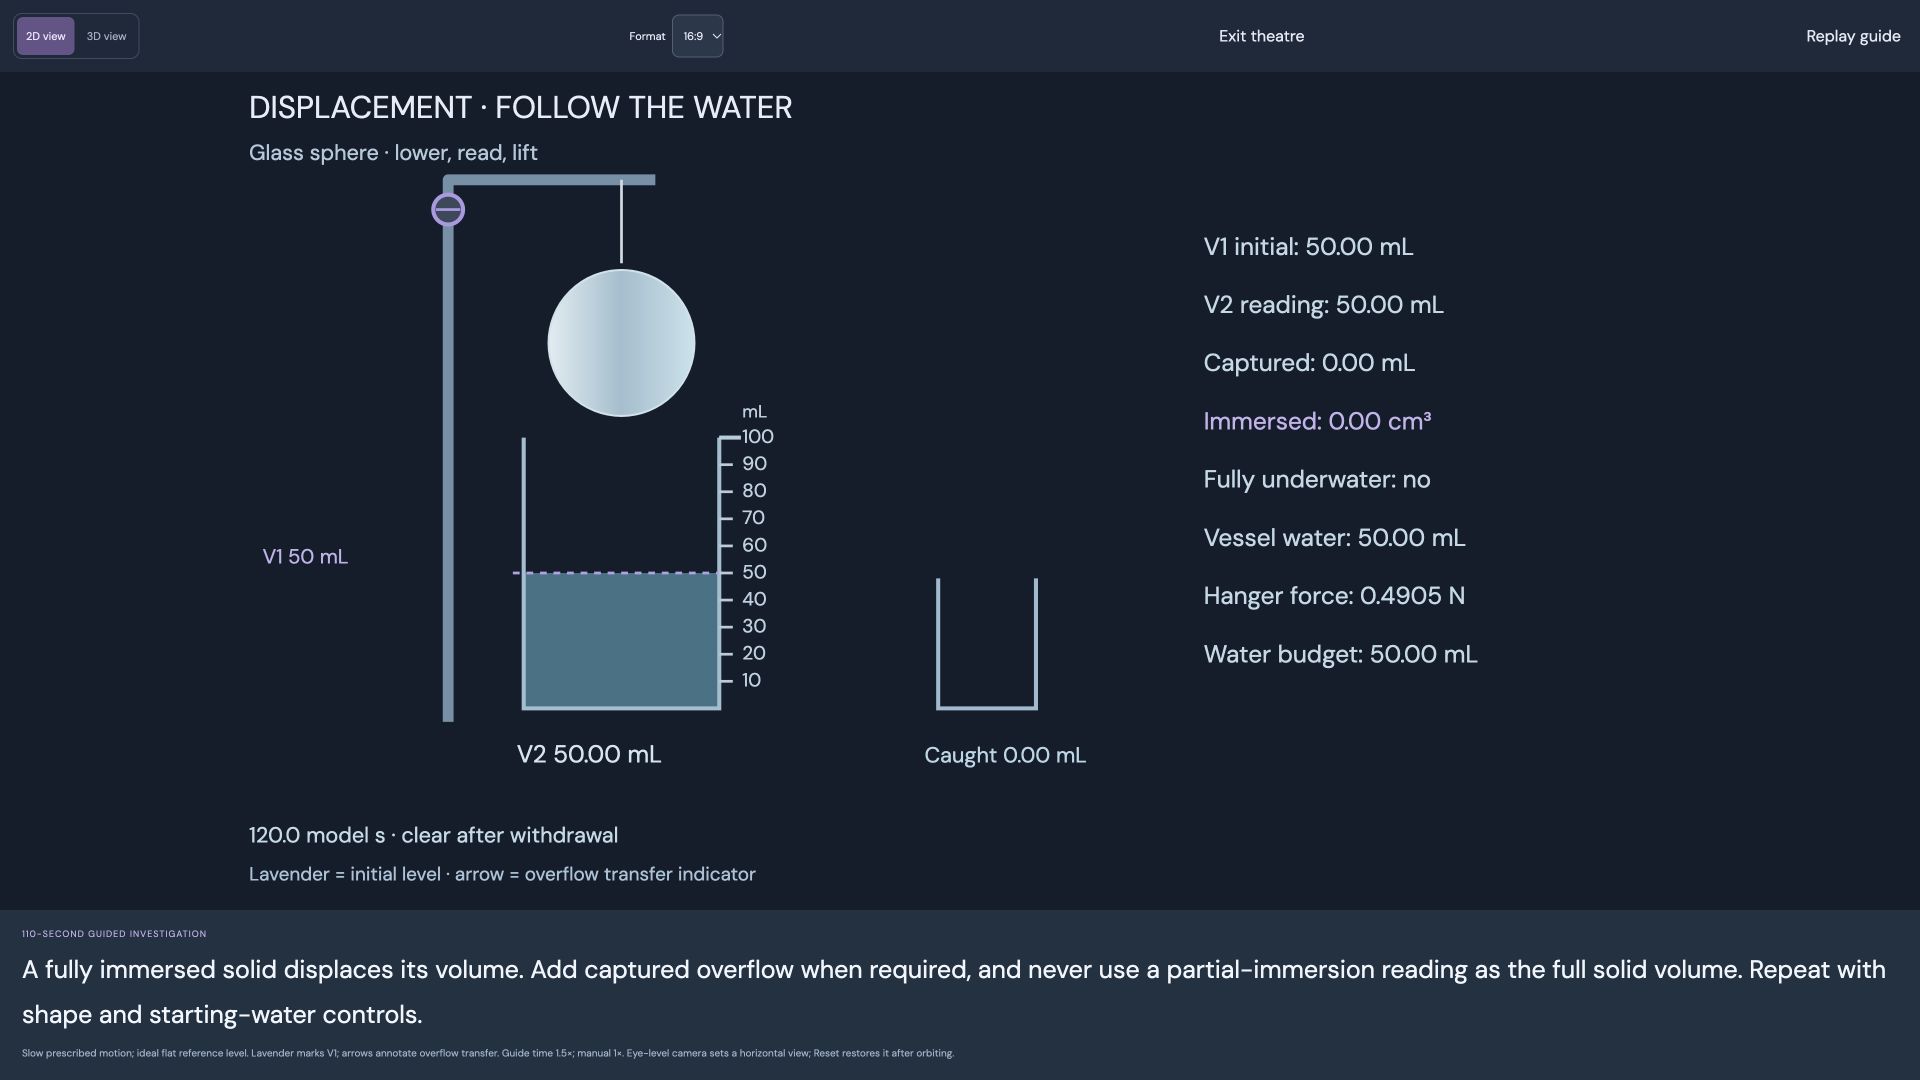 2D view
3D view
Format
16:9
Exit theatre
Replay guide
DISPLACEMENT · FOLLOW THE WATER
Glass sphere · lower, read, lift
mL
100
90
80
70
60
50
40
30
20
10
V1 50 mL
V2 50.00 mL
Caught 0.00 mL
V1 initial: 50.00 mL
V2 reading: 50.00 mL
Captured: 0.00 mL
Immersed: 0.00 cm³
Fully underwater: no
Vessel water: 50.00 mL
Hanger force: 0.4905 N
Water budget: 50.00 mL
120.0 model s · clear after withdrawal
Lavender = initial level · arrow = overflow transfer indicator
110-SECOND GUIDED INVESTIGATION
A fully immersed solid displaces its volume. Add captured overflow when required, and never use a partial-immersion reading as the full solid volume. Repeat with
shape and starting-water controls.
Slow prescribed motion; ideal flat reference level. Lavender marks V1; arrows annotate overflow transfer. Guide time 1.5×; manual 1×. Eye-level camera sets a horizontal view; Reset restores it after orbiting.